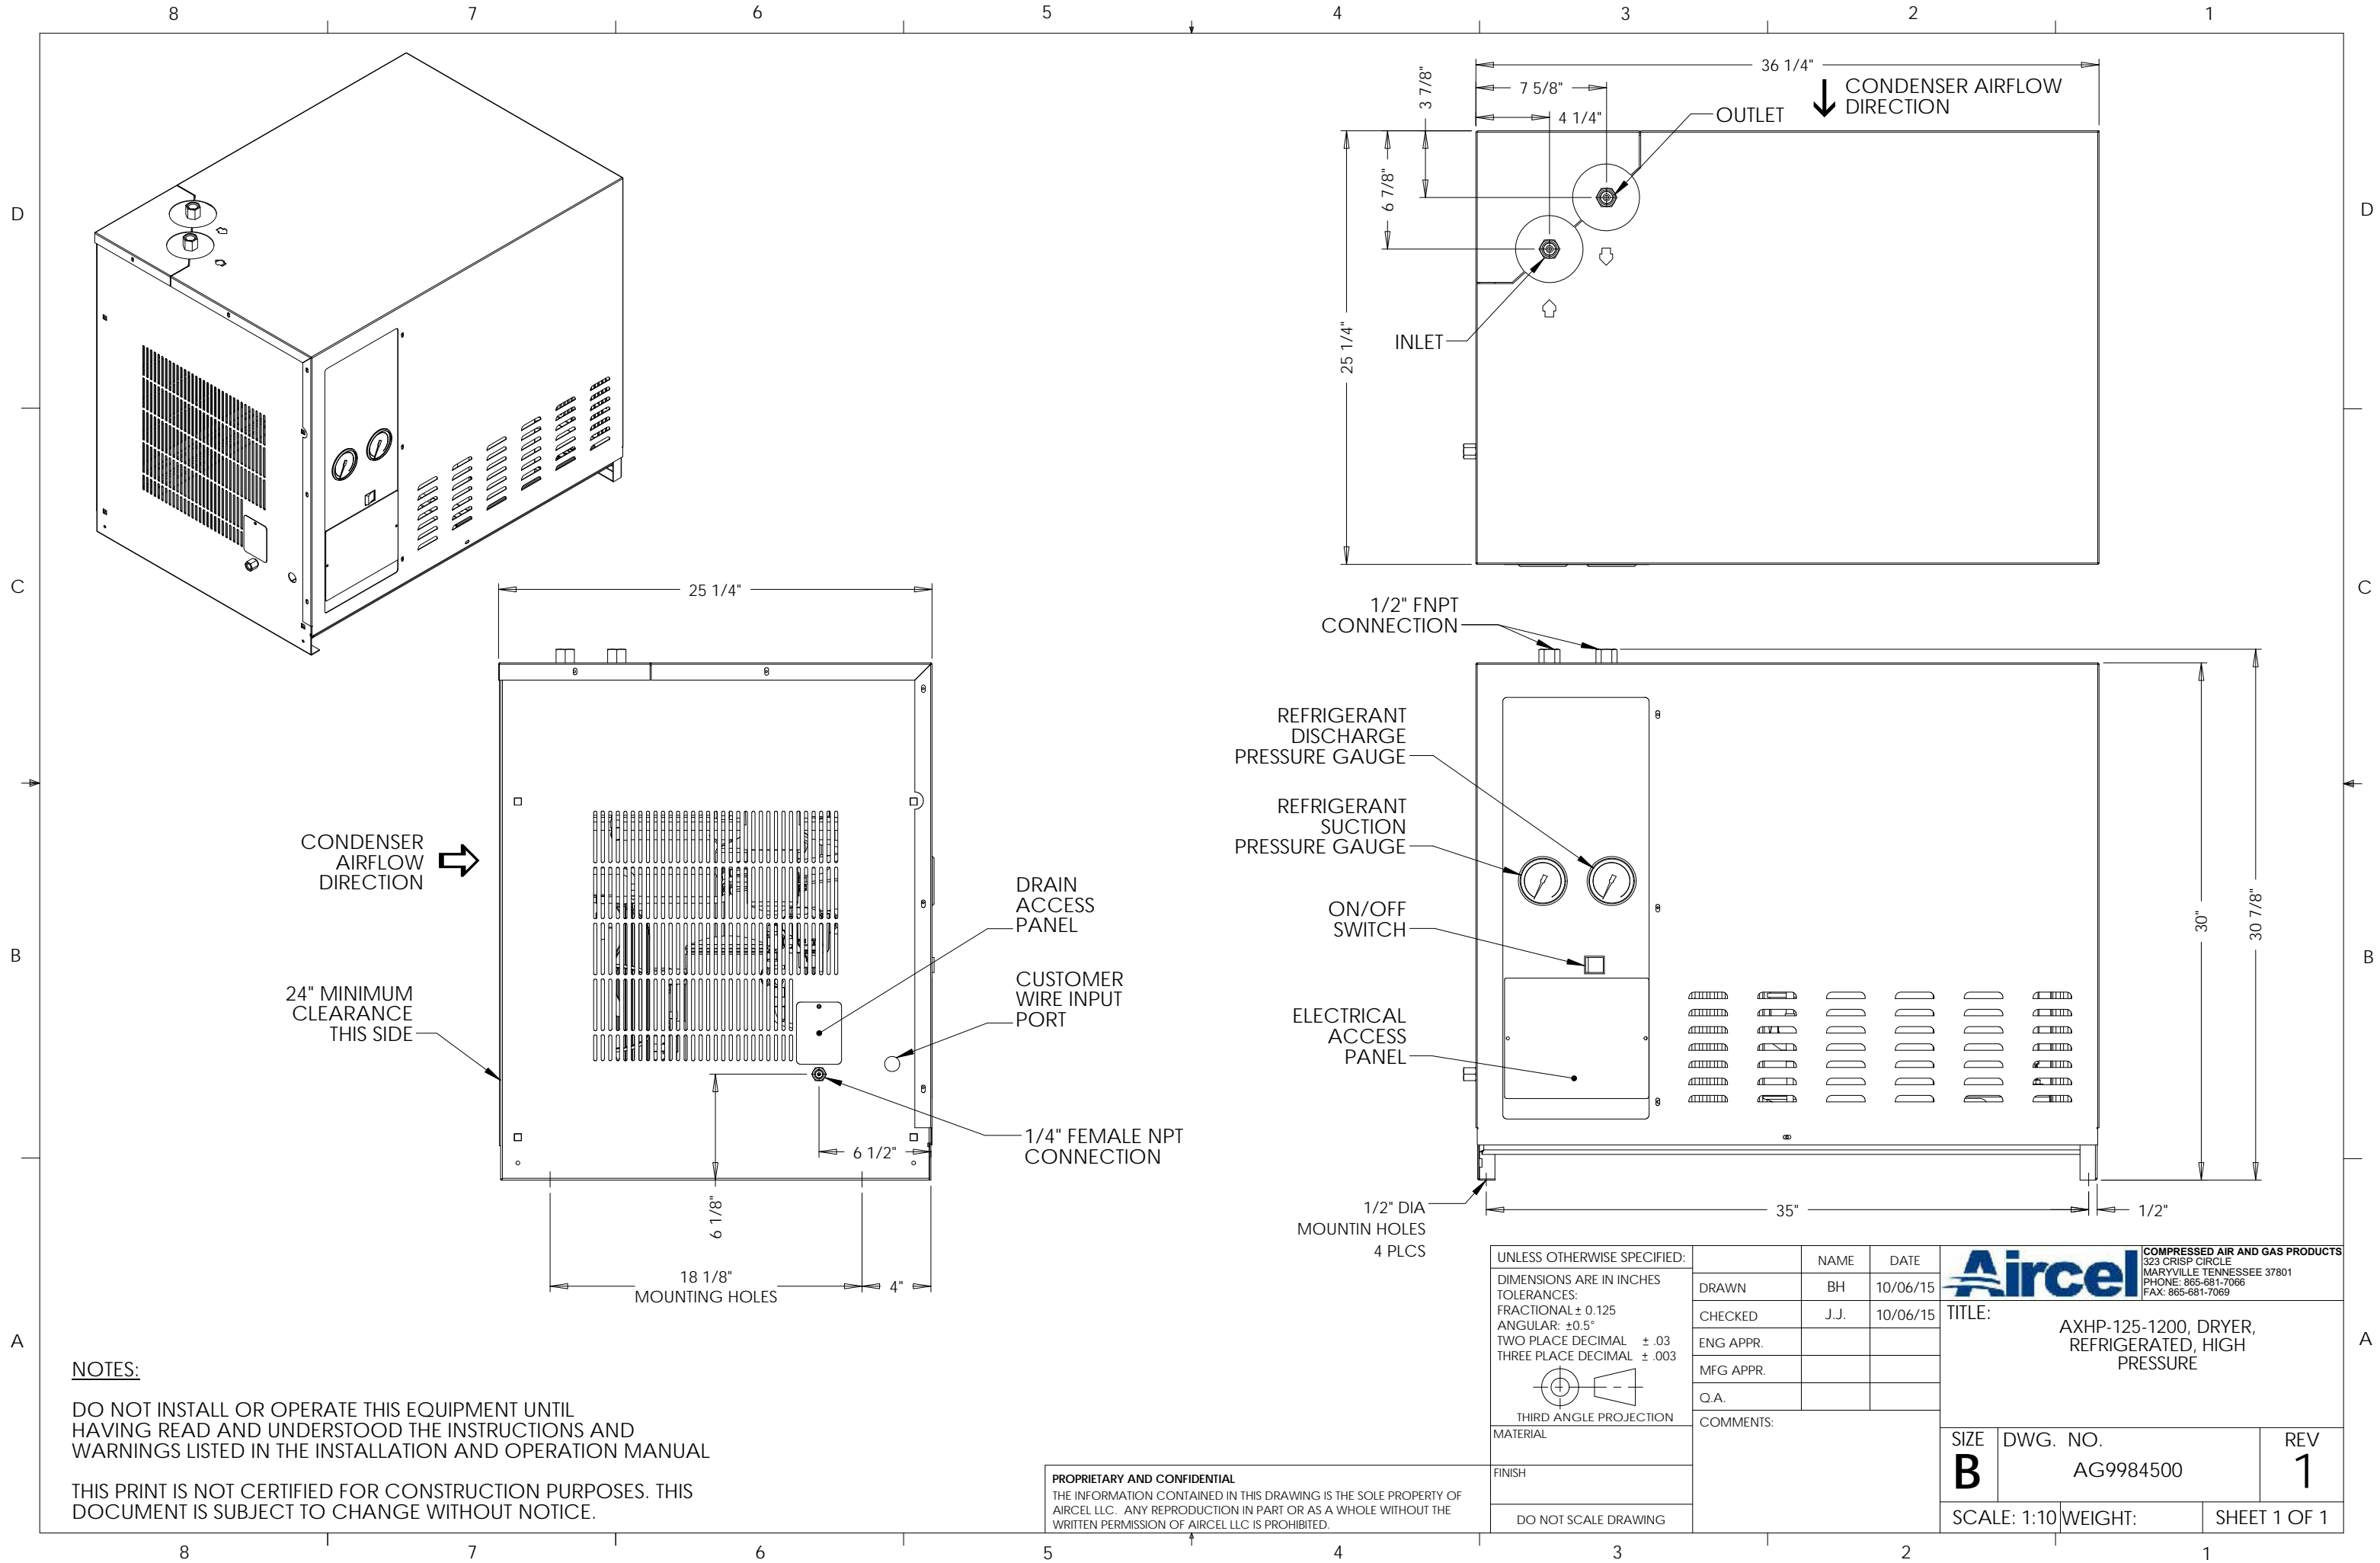 8 7 6 5 4 3 2 1
D
D
C
C
B
B
A
A
36 1/4"
7 5/8"
4 1/4"
3 7/8"
6 7/8"
25 1/4"
CONDENSER AIRFLOW
DIRECTION
OUTLET
INLET
25 1/4"
CONDENSER
AIRFLOW
DIRECTION
24" MINIMUM
CLEARANCE
THIS SIDE
DRAIN
ACCESS
PANEL
CUSTOMER
WIRE INPUT
PORT
1/4" FEMALE NPT
CONNECTION
6 1/2"
6 1/8"
18 1/8"
MOUNTING HOLES
4"
1/2" FNPT
CONNECTION
REFRIGERANT
DISCHARGE
PRESSURE GAUGE
REFRIGERANT
SUCTION
PRESSURE GAUGE
ON/OFF
SWITCH
ELECTRICAL
ACCESS
PANEL
30"
30 7/8"
1/2" DIA
MOUNTIN HOLES
4 PLCS
35"
1/2"
NOTES:
DO NOT INSTALL OR OPERATE THIS EQUIPMENT UNTIL
HAVING READ AND UNDERSTOOD THE INSTRUCTIONS AND
WARNINGS LISTED IN THE INSTALLATION AND OPERATION MANUAL
THIS PRINT IS NOT CERTIFIED FOR CONSTRUCTION PURPOSES. THIS
DOCUMENT IS SUBJECT TO CHANGE WITHOUT NOTICE.
PROPRIETARY AND CONFIDENTIAL
THE INFORMATION CONTAINED IN THIS DRAWING IS THE SOLE PROPERTY OF
AIRCEL LLC. ANY REPRODUCTION IN PART OR AS A WHOLE WITHOUT THE
WRITTEN PERMISSION OF AIRCEL LLC IS PROHIBITED.
UNLESS OTHERWISE SPECIFIED:
DIMENSIONS ARE IN INCHES
TOLERANCES:
FRACTIONAL ± 0.125
ANGULAR: ±0.5°
TWO PLACE DECIMAL ± .03
THREE PLACE DECIMAL ± .003
THIRD ANGLE PROJECTION
MATERIAL
FINISH
DO NOT SCALE DRAWING
NAME DATE
DRAWN BH 10/06/15
CHECKED J.J. 10/06/15
ENG APPR.
MFG APPR.
Q.A.
COMMENTS:
Aircel
COMPRESSED AIR AND GAS PRODUCTS
323 CRISP CIRCLE
MARYVILLE TENNESSEE 37801
PHONE: 865-681-7066
FAX: 865-681-7069
TITLE:
AXHP-125-1200, DRYER,
REFRIGERATED, HIGH
PRESSURE
SIZE
B
DWG. NO.
AG9984500
REV
1
SCALE: 1:10
WEIGHT:
SHEET 1 OF 1
8 7 6 5 4 3 2 1